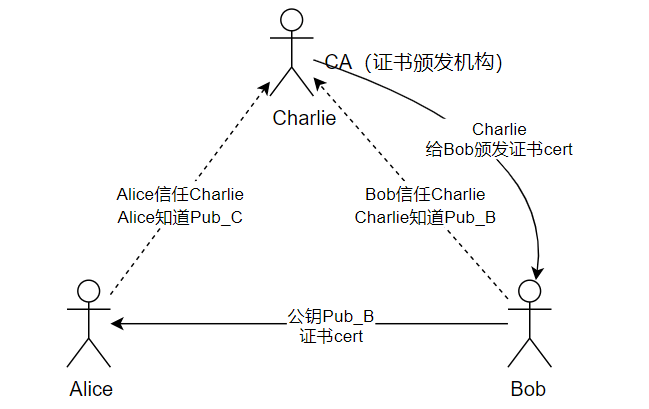 CA（证书颁发机构）
Charlie
Charlie
给Bob颁发证书cert
Alice信任Charlie
Alice知道Pub_C
Bob信任Charlie
Charlie知道Pub_B
公钥Pub_B
证书cert
Alice
Bob